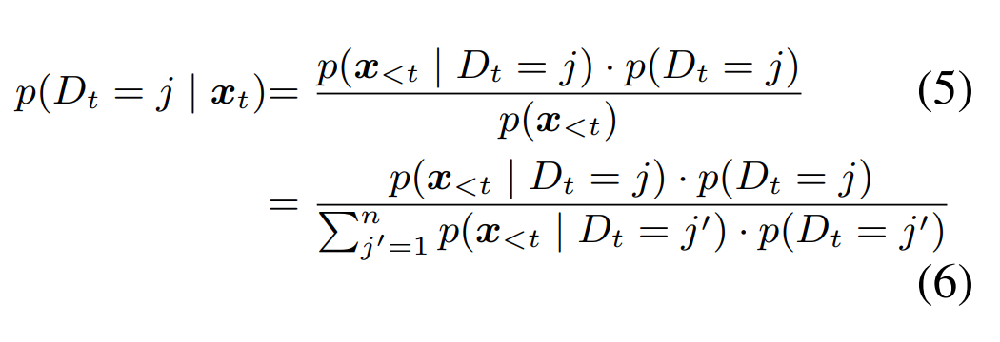 p(D_t = j | x_t) = \frac{p(x_{<t} | D_t = j) · p(D_t = j)}{p(x_{<t})} (5)
= \frac{p(x_{<t} | D_t = j) · p(D_t = j)}{\sum_{j'=1}^{n} p(x_{<t} | D_t = j') · p(D_t = j')}
(6)